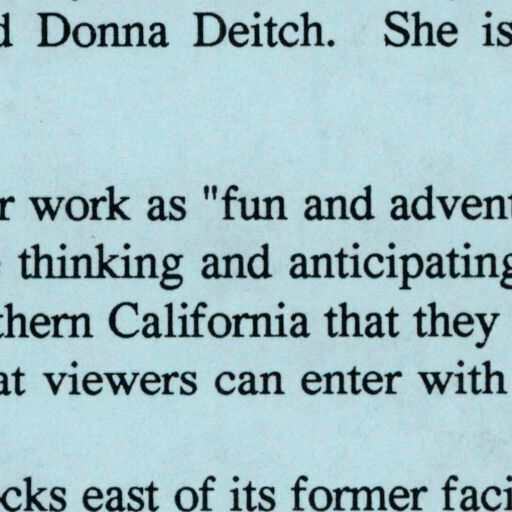 d Donna Deitch. She is
r work as "fun and advent
thinking and anticipating
thern California that they
at viewers can enter with
cks east of its former faci